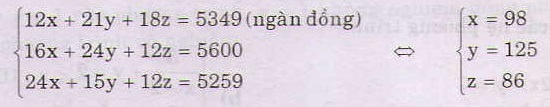 12x + 21y + 18z = 5349 (ngàn đồng)
16x + 24y + 12z = 5600
24x + 15y + 12z = 5259
⇔
x = 98
y = 125
z = 86